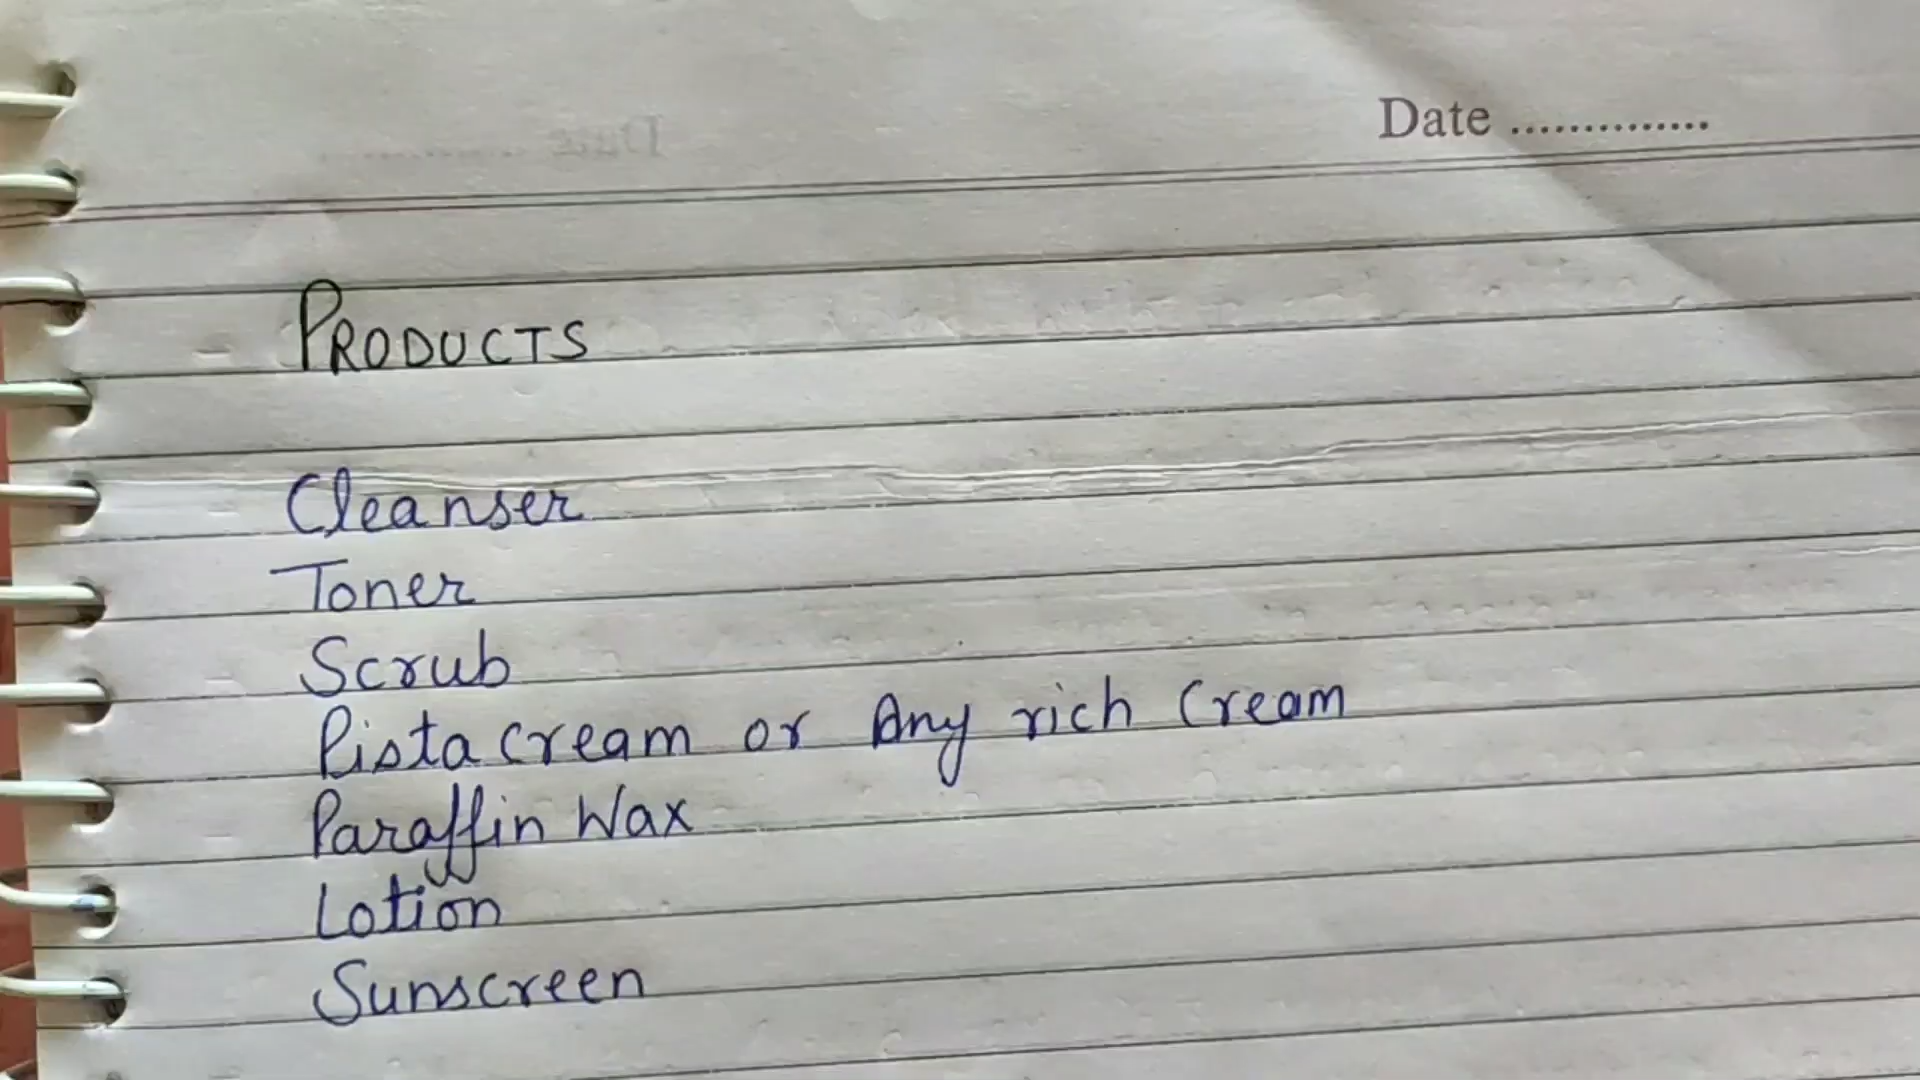 Date ..............
PRODUCTS
Cleanser
Toner
Scrub
Pista cream or Any rich Cream
Paraffin Wax
Lotion
Sunscreen